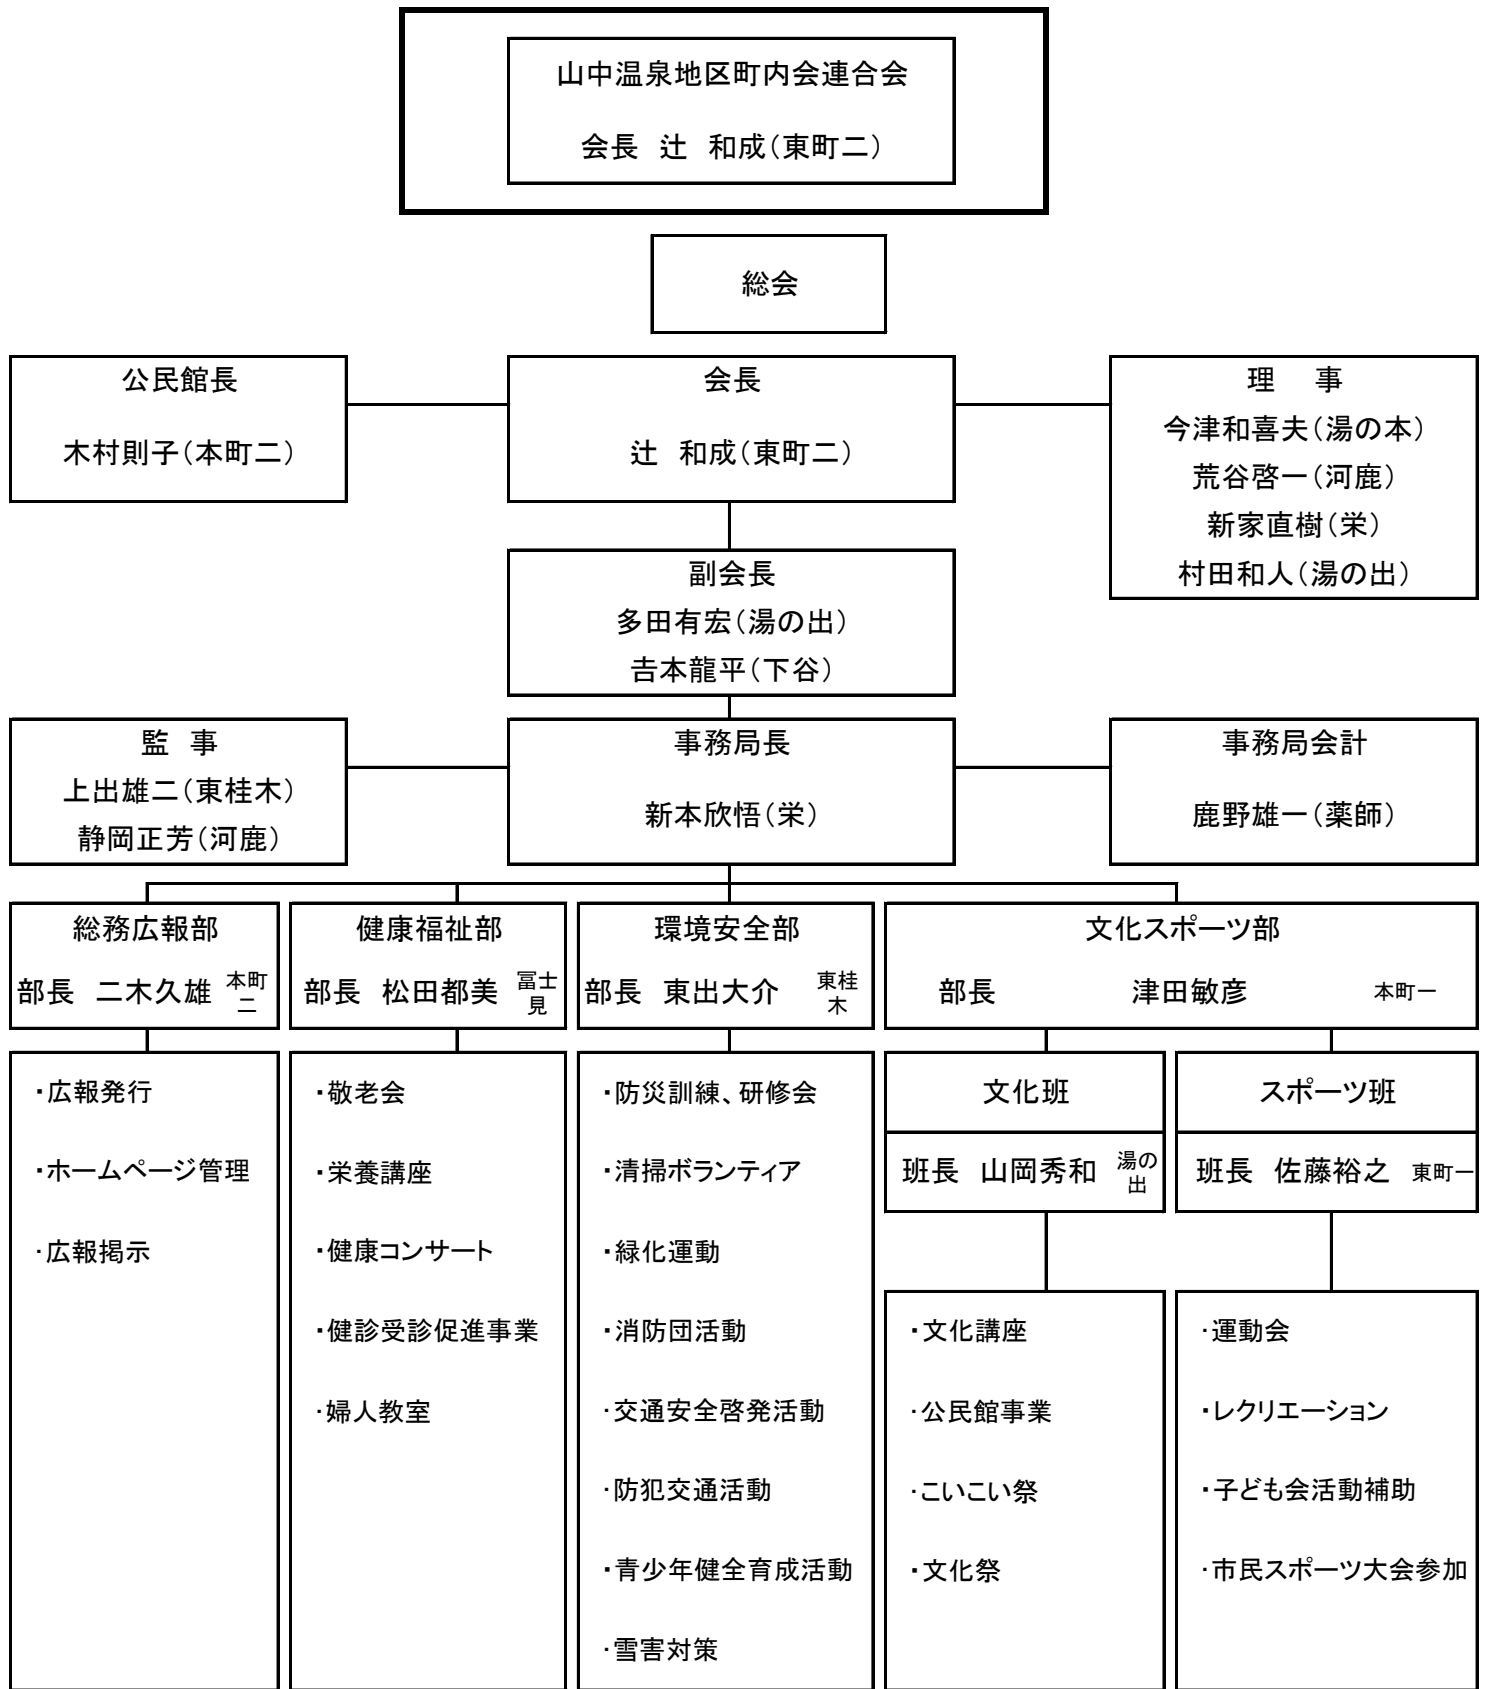 山中温泉地区町内会連合会
会長 辻 和成（東町二）
総会
公民館長
木村則子（本町二）
会長
辻 和成（東町二）
理 事
今津和喜夫（湯の本）
荒谷啓一（河鹿）
新家直樹（栄）
村田和人（湯の出）
副会長
多田有宏（湯の出）
𠮷本龍平（下谷）
監 事
上出雄二（東桂木）
静岡正芳（河鹿）
事務局長
新本欣悟（栄）
事務局会計
鹿野雄一（薬師）
総務広報部
部長 二木久雄 本町
二
健康福祉部
部長 松田都美 冨士
見
環境安全部
部長 東出大介 東桂
木
文化スポーツ部
部長 津田敏彦 本町一
・広報発行
・ホームページ管理
・広報掲示
・敬老会
・栄養講座
・健康コンサート
・健診受診促進事業
・婦人教室
・防災訓練、研修会
・清掃ボランティア
・緑化運動
・消防団活動
・交通安全啓発活動
・防犯交通活動
・青少年健全育成活動
・雪害対策
文化班
班長 山岡秀和 湯の
出
・文化講座
・公民館事業
・こいこい祭
・文化祭
スポーツ班
班長 佐藤裕之 東町一
・運動会
・レクリエーション
・子ども会活動補助
・市民スポーツ大会参加